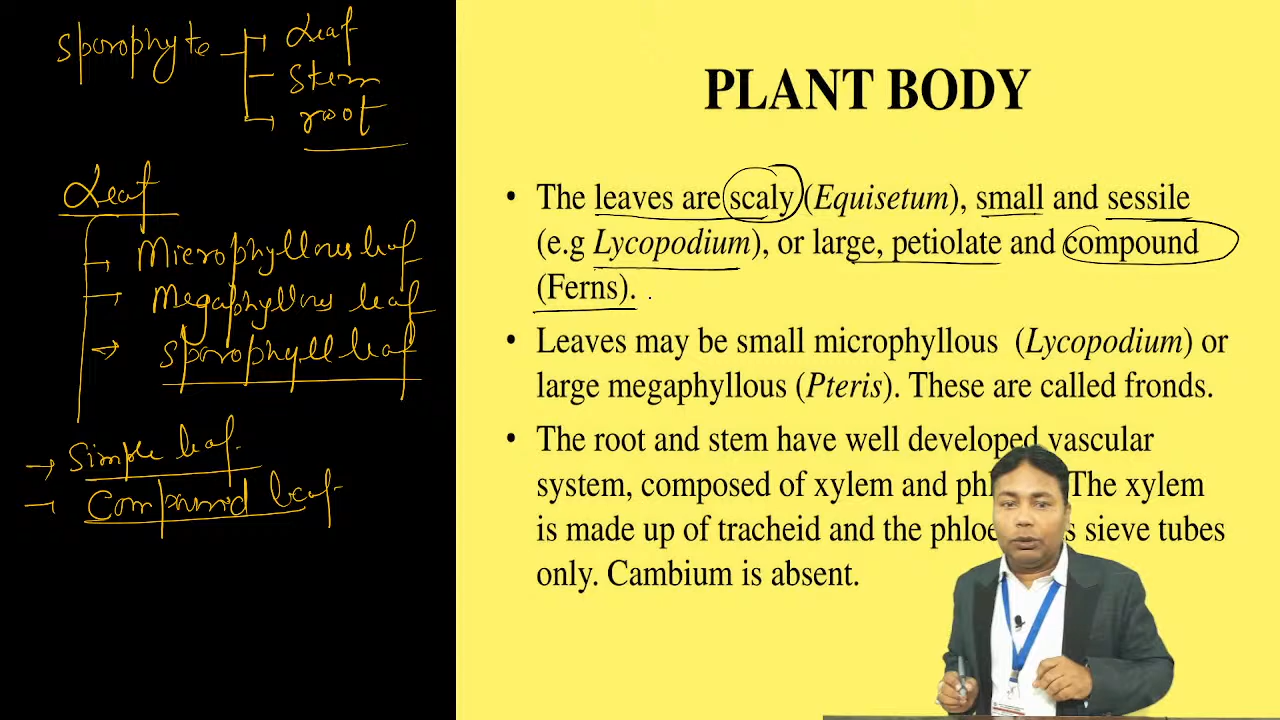 Sporophyte
Leaf
Stem
root
Leaf
Microphyllous leaf
Megaphyllous leaf
Sporophyll leaf
Simple leaf
Compound leaf
PLANT BODY
• The leaves are scaly (Equisetum), small and sessile
(e.g Lycopodium), or large, petiolate and compound
(Ferns).
• Leaves may be small microphyllous (Lycopodium) or
large megaphyllous (Pteris). These are called fronds.
• The root and stem have well developed vascular
system, composed of xylem and The xylem
is made up of tracheid and the sieve tubes
only. Cambium is absent.